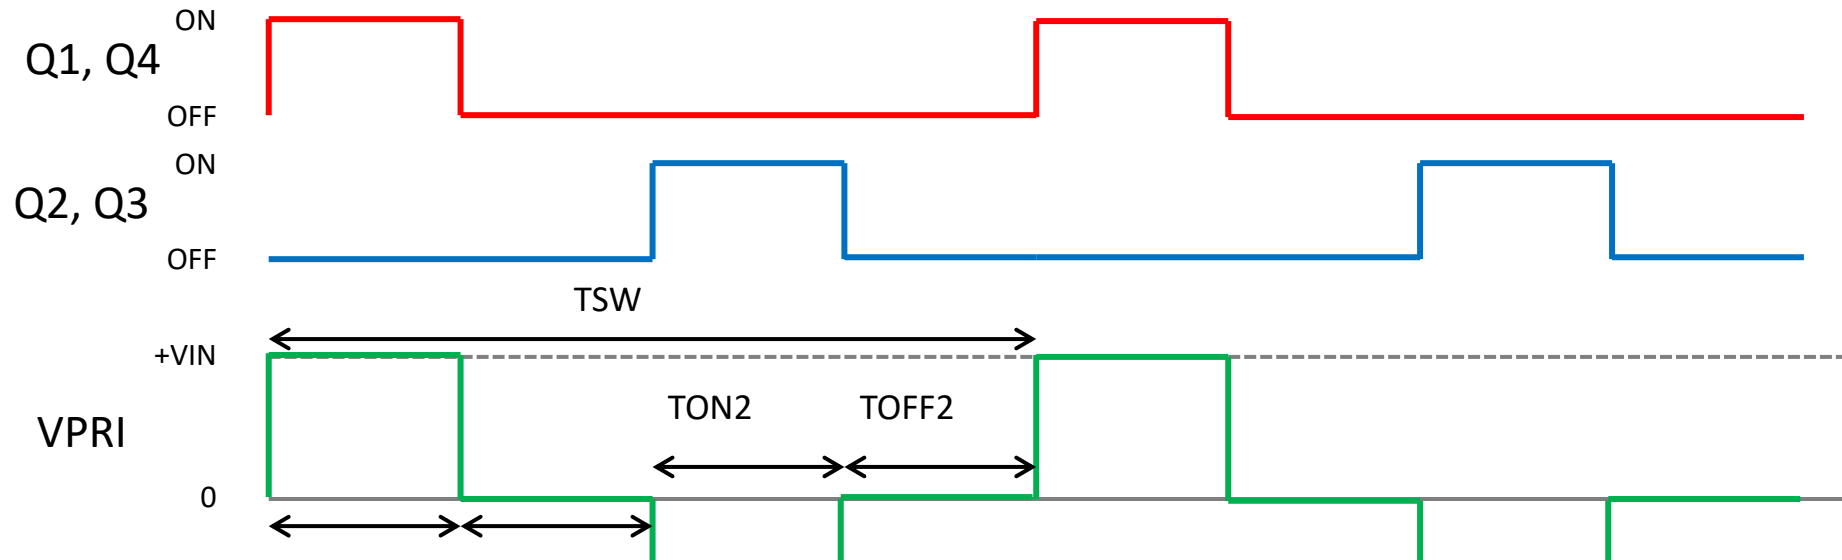 ON
Q1, Q4
OFF
ON
Q2, Q3
OFF
TSW
+VIN
TON2 TOFF2
VPRI
0